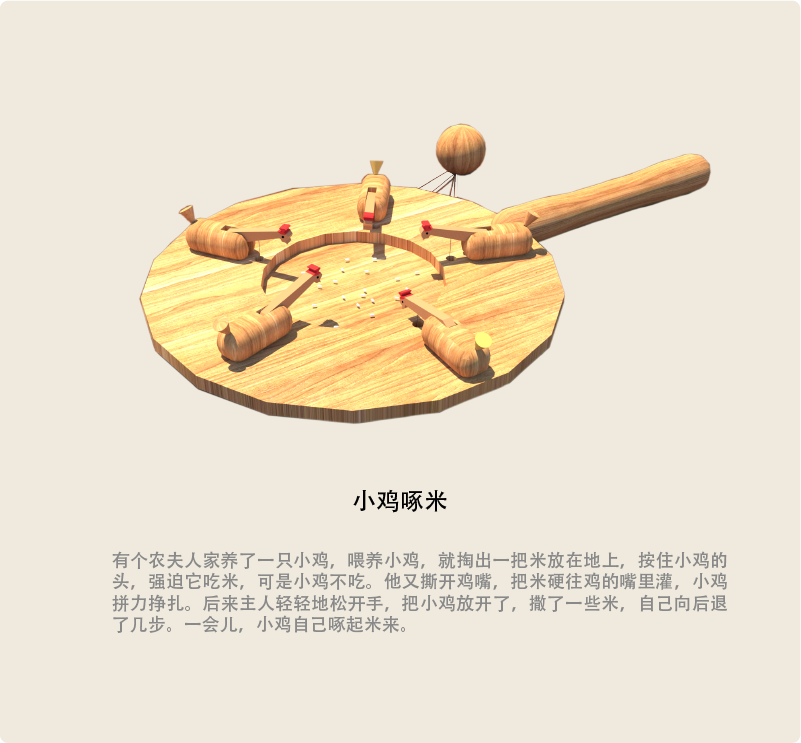 小鸡啄米
有个农夫人家养了一只小鸡，喂养小鸡，就掏出一把米放在地上，按住小鸡的
头，强迫它吃米，可是小鸡不吃。他又撕开鸡嘴，把米硬往鸡的嘴里灌，小鸡
拼力挣扎。后来主人轻轻地松开手，把小鸡放开了，撒了一些米，自己向后退
了几步。一会儿，小鸡自己啄起米来。